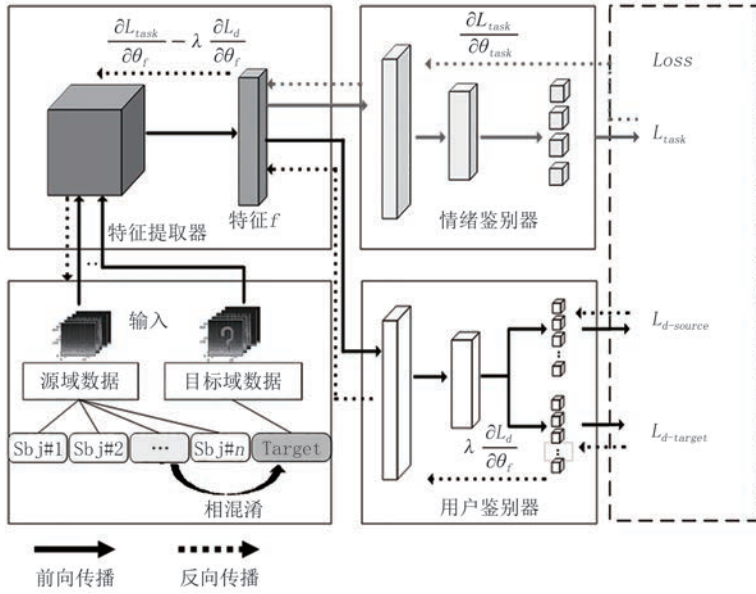 ∂L_task/∂θ_f − λ ∂L_d/∂θ_f
特征提取器
特征f
∂L_task/∂θ_task
情绪鉴别器
Loss
L_task
输入
?
源域数据
目标域数据
Sbj#1 Sbj#2 … Sbj#n Target
相混淆
λ ∂L_d/∂θ_f
用户鉴别器
L_d-source
L_d-target
前向传播
反向传播